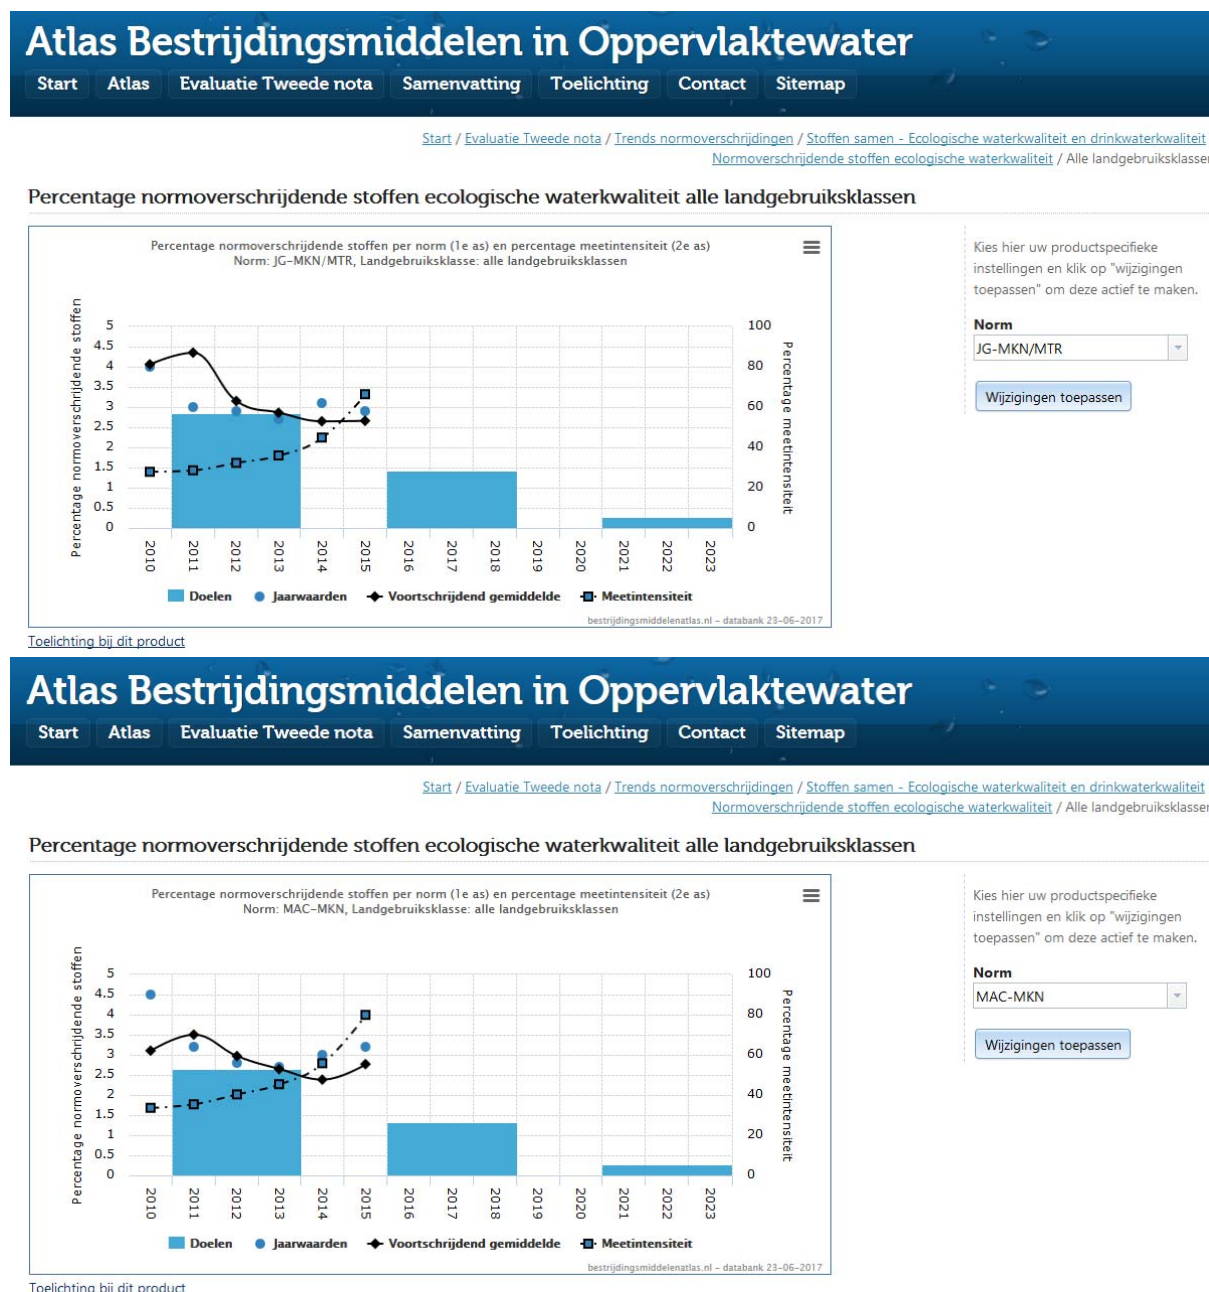 Atlas Bestrijdingsmiddelen in Oppervlaktewater
Start Atlas Evaluatie Tweede nota Samenvatting Toelichting Contact Sitemap
Start / Evaluatie Tweede nota / Trends normoverschrijdingen / Stoffen samen - Ecologische waterkwaliteit en drinkwaterkwaliteit
Normoverschrijdende stoffen ecologische waterkwaliteit / Alle landgebruiksklassen
Percentage normoverschrijdende stoffen ecologische waterkwaliteit alle landgebruiksklassen
Percentage normoverschrijdende stoffen per norm (1e as) en percentage meetintensiteit (2e as)
Norm: JG-MKN/MTR, Landgebruiksklasse: alle landgebruiksklassen
Percentage normoverschrijdende stoffen
5
4.5
4
3.5
3
2.5
2
1.5
1
0.5
0
100
80
60
40
20
0
Percentage meetintensiteit
2010 2011 2012 2013 2014 2015 2016 2017 2018 2019 2020 2021 2022 2023
Doelen Jaarwaarden Voortschrijdend gemiddelde Meetintensiteit
bestrijdingsmiddelenatlas.nl - databank 23-06-2017
Kies hier uw productspecifieke
instellingen en klik op "wijzigingen
toepassen" om deze actief te maken.
Norm
JG-MKN/MTR
Wijzigingen toepassen
Toelichting bij dit product
Atlas Bestrijdingsmiddelen in Oppervlaktewater
Start Atlas Evaluatie Tweede nota Samenvatting Toelichting Contact Sitemap
Start / Evaluatie Tweede nota / Trends normoverschrijdingen / Stoffen samen - Ecologische waterkwaliteit en drinkwaterkwaliteit
Normoverschrijdende stoffen ecologische waterkwaliteit / Alle landgebruiksklassen
Percentage normoverschrijdende stoffen ecologische waterkwaliteit alle landgebruiksklassen
Percentage normoverschrijdende stoffen per norm (1e as) en percentage meetintensiteit (2e as)
Norm: MAC-MKN, Landgebruiksklasse: alle landgebruiksklassen
Percentage normoverschrijdende stoffen
5
4.5
4
3.5
3
2.5
2
1.5
1
0.5
0
100
80
60
40
20
0
Percentage meetintensiteit
2010 2011 2012 2013 2014 2015 2016 2017 2018 2019 2020 2021 2022 2023
Doelen Jaarwaarden Voortschrijdend gemiddelde Meetintensiteit
bestrijdingsmiddelenatlas.nl - databank 23-06-2017
Kies hier uw productspecifieke
instellingen en klik op "wijzigingen
toepassen" om deze actief te maken.
Norm
MAC-MKN
Wijzigingen toepassen
Toelichting bij dit product